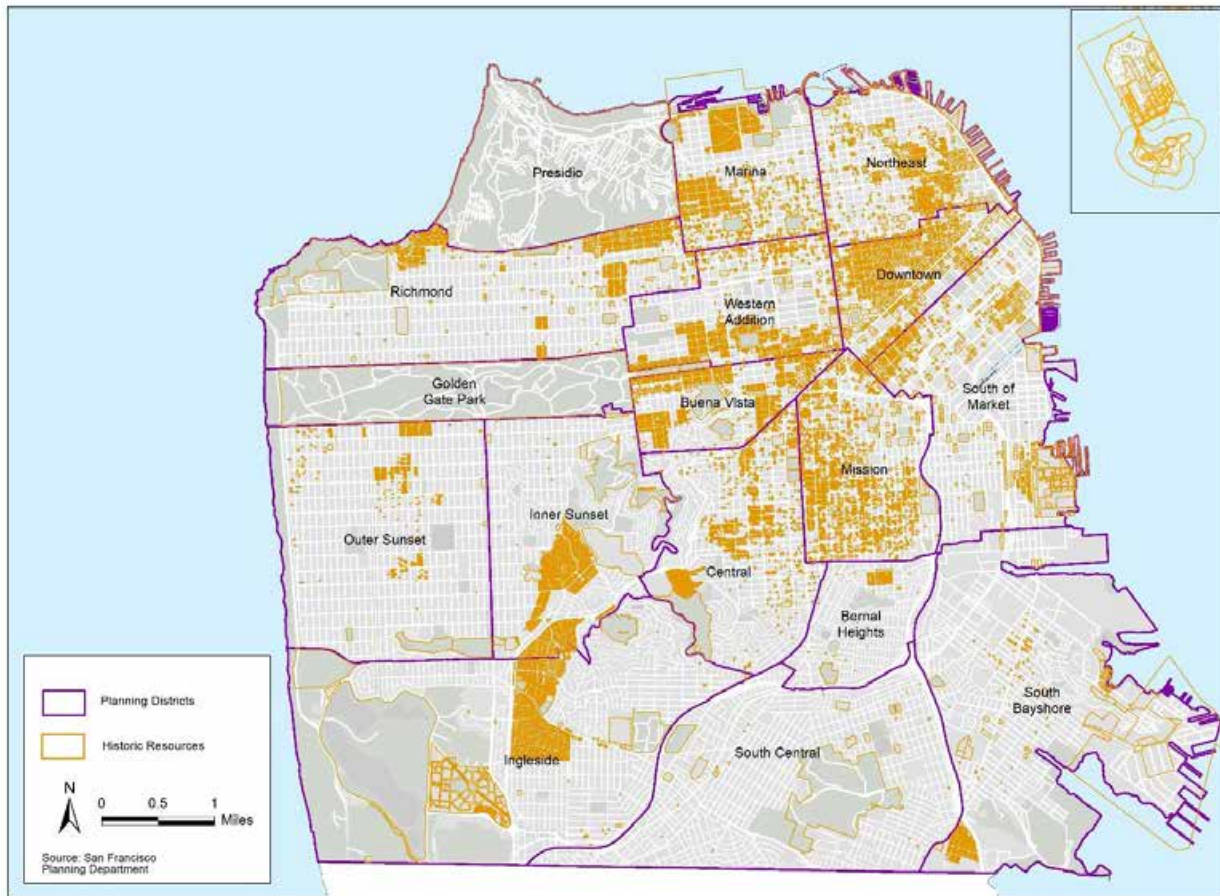 Presidio
Marina
Northeast
Richmond
Downtown
Western
Addition
Golden
Gate Park
Buena Vista
South of
Market
Mission
Inner Sunset
Outer Sunset
Central
Bernal
Heights
South
Bayshore
South Central
Ingleside
Planning Districts
Historic Resources
N
0 0.5 1
Miles
Source: San Francisco
Planning Department